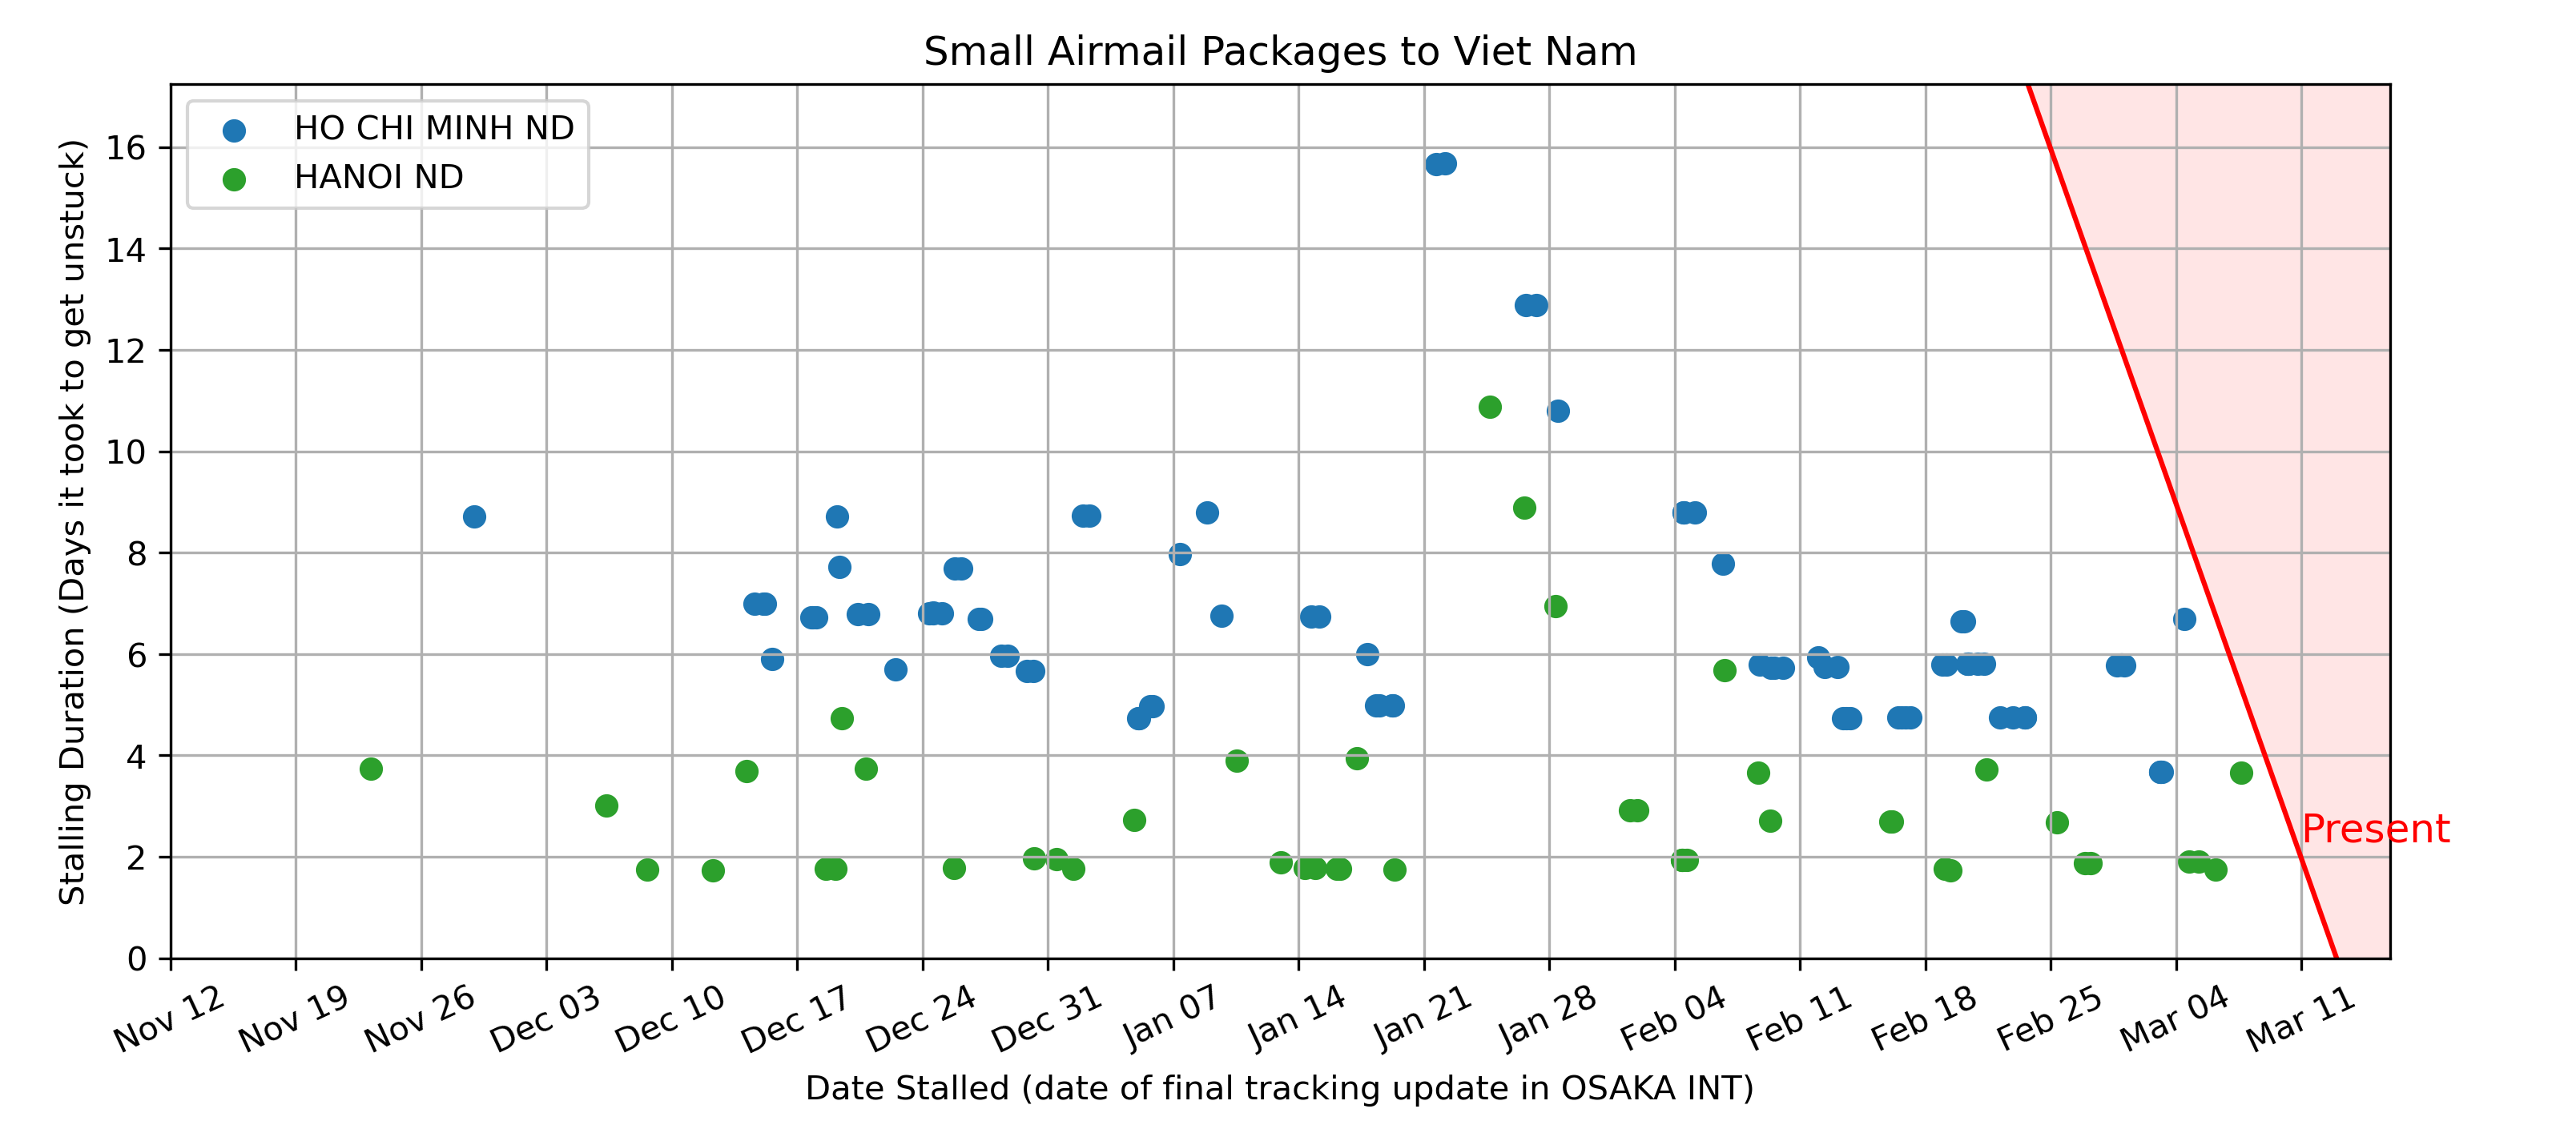 Small Airmail Packages to Viet Nam
HO CHI MINH ND
HANOI ND
Stalling Duration (Days it took to get unstuck)
16
14
12
10
8
6
4
2
0
Present
Nov 12
Nov 19
Nov 26
Dec 03
Dec 10
Dec 17
Dec 24
Dec 31
Jan 07
Jan 14
Jan 21
Jan 28
Feb 04
Feb 11
Feb 18
Feb 25
Mar 04
Mar 11
Date Stalled (date of final tracking update in OSAKA INT)